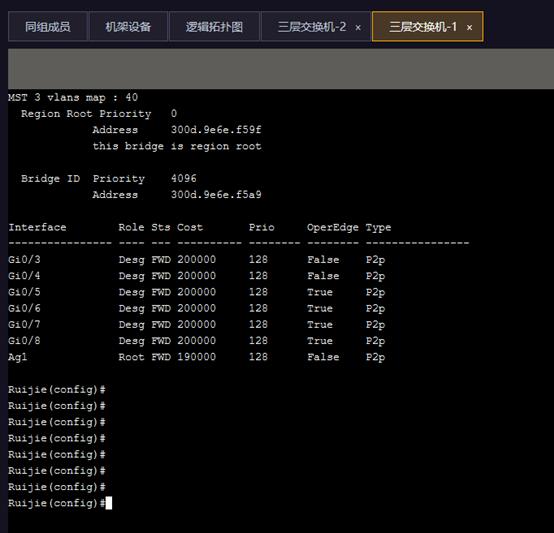 同组成员 机架设备 逻辑拓扑图 三层交换机-2 × 三层交换机-1 ×
MST 3 vlans map : 40
  Region Root Priority   0
             Address     300d.9e6e.f59f
             this bridge is region root

  Bridge ID  Priority    4096
             Address     300d.9e6e.f5a9

Interface        Role Sts Cost       Prio     OperEdge Type
---------------- ---- --- ---------- -------- -------- ----------------
Gi0/3            Desg FWD 200000     128      False    P2p
Gi0/4            Desg FWD 200000     128      False    P2p
Gi0/5            Desg FWD 200000     128      True     P2p
Gi0/6            Desg FWD 200000     128      True     P2p
Gi0/7            Desg FWD 200000     128      True     P2p
Gi0/8            Desg FWD 200000     128      True     P2p
Ag1              Root FWD 190000     128      False    P2p

Ruijie(config)#
Ruijie(config)#
Ruijie(config)#
Ruijie(config)#
Ruijie(config)#
Ruijie(config)#
Ruijie(config)#
Ruijie(config)#